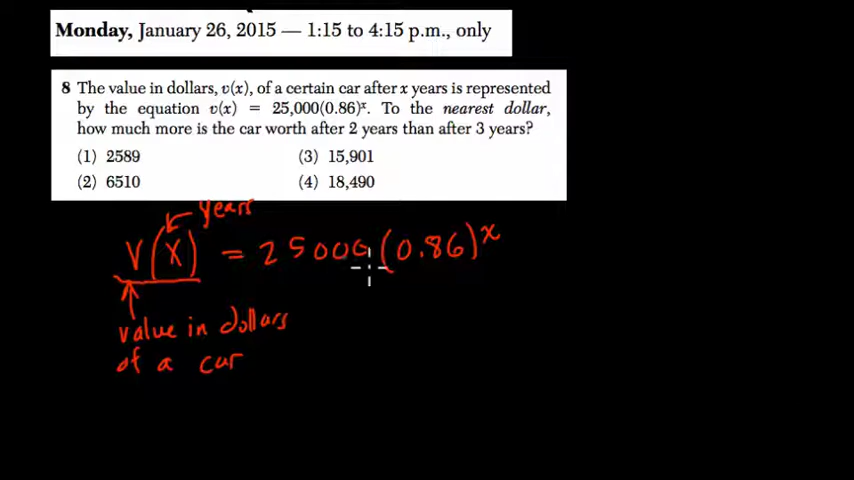 Monday, January 26, 2015 — 1:15 to 4:15 p.m., only
8 The value in dollars, v(x), of a certain car after x years is represented
by the equation v(x) = 25,000(0.86)ˣ. To the nearest dollar,
how much more is the car worth after 2 years than after 3 years?
(1) 2589 (3) 15,901
(2) 6510 (4) 18,490
years
V(X) = 25000(0.86)ˣ
value in dollars
of a car